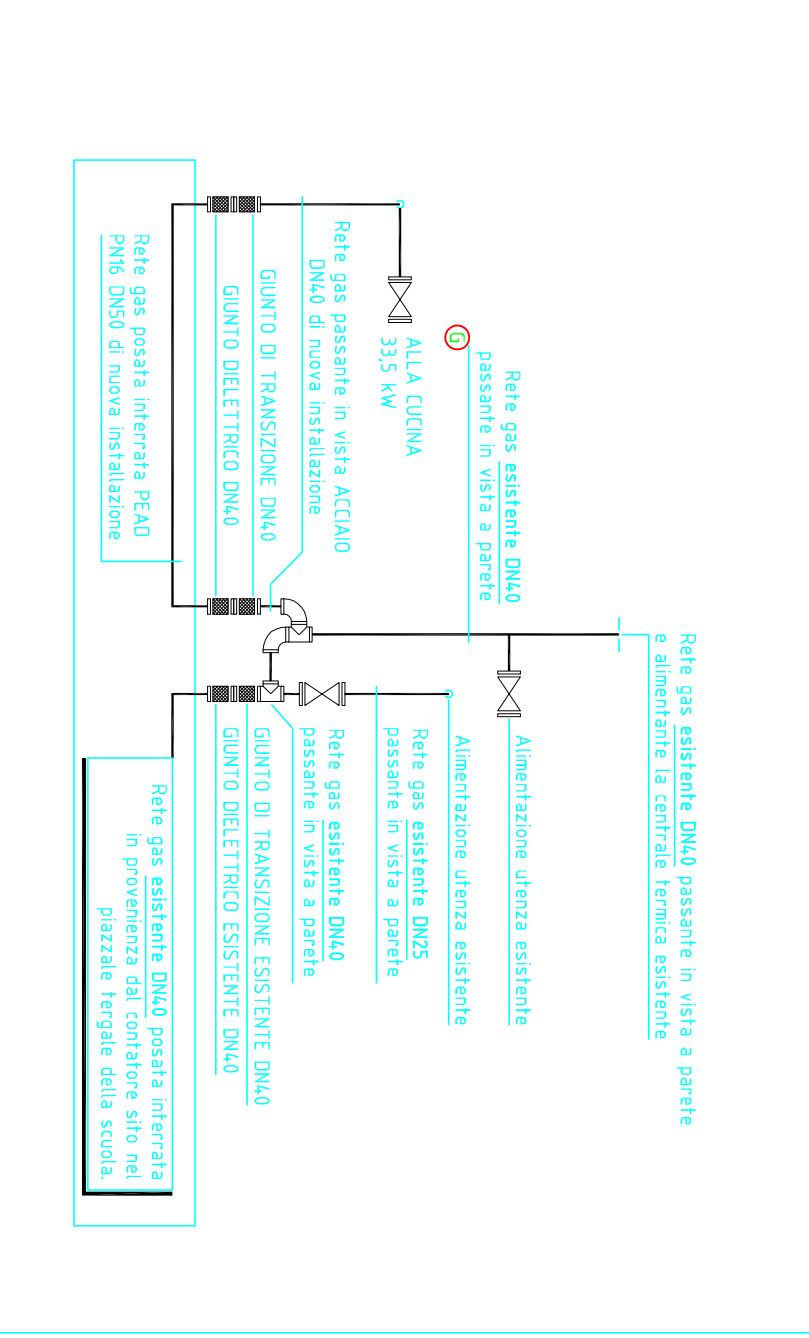 Rete gas esistente DN40 passante in vista a parete
e alimentante la centrale termica esistente
Rete gas esistente DN40
passante in vista a parete
G
Alimentazione utenza esistente
Alimentazione utenza esistente
ALLA CUCINA
33,5 kW
Rete gas esistente DN25
passante in vista a parete
Rete gas passante in vista ACCIAIO
DN40 di nuova installazione
Rete gas esistente DN40
passante in vista a parete
GIUNTO DI TRANSIZIONE DN40
GIUNTO DIELETTRICO DN40
GIUNTO DI TRANSIZIONE ESISTENTE DN40
GIUNTO DIELETTRICO ESISTENTE DN40
Rete gas posata interrata PEAD
PN16 DN50 di nuova installazione
Rete gas esistente DN40 posata interrata
in provenienza dal contatore sito nel
piazzale tergale della scuola.